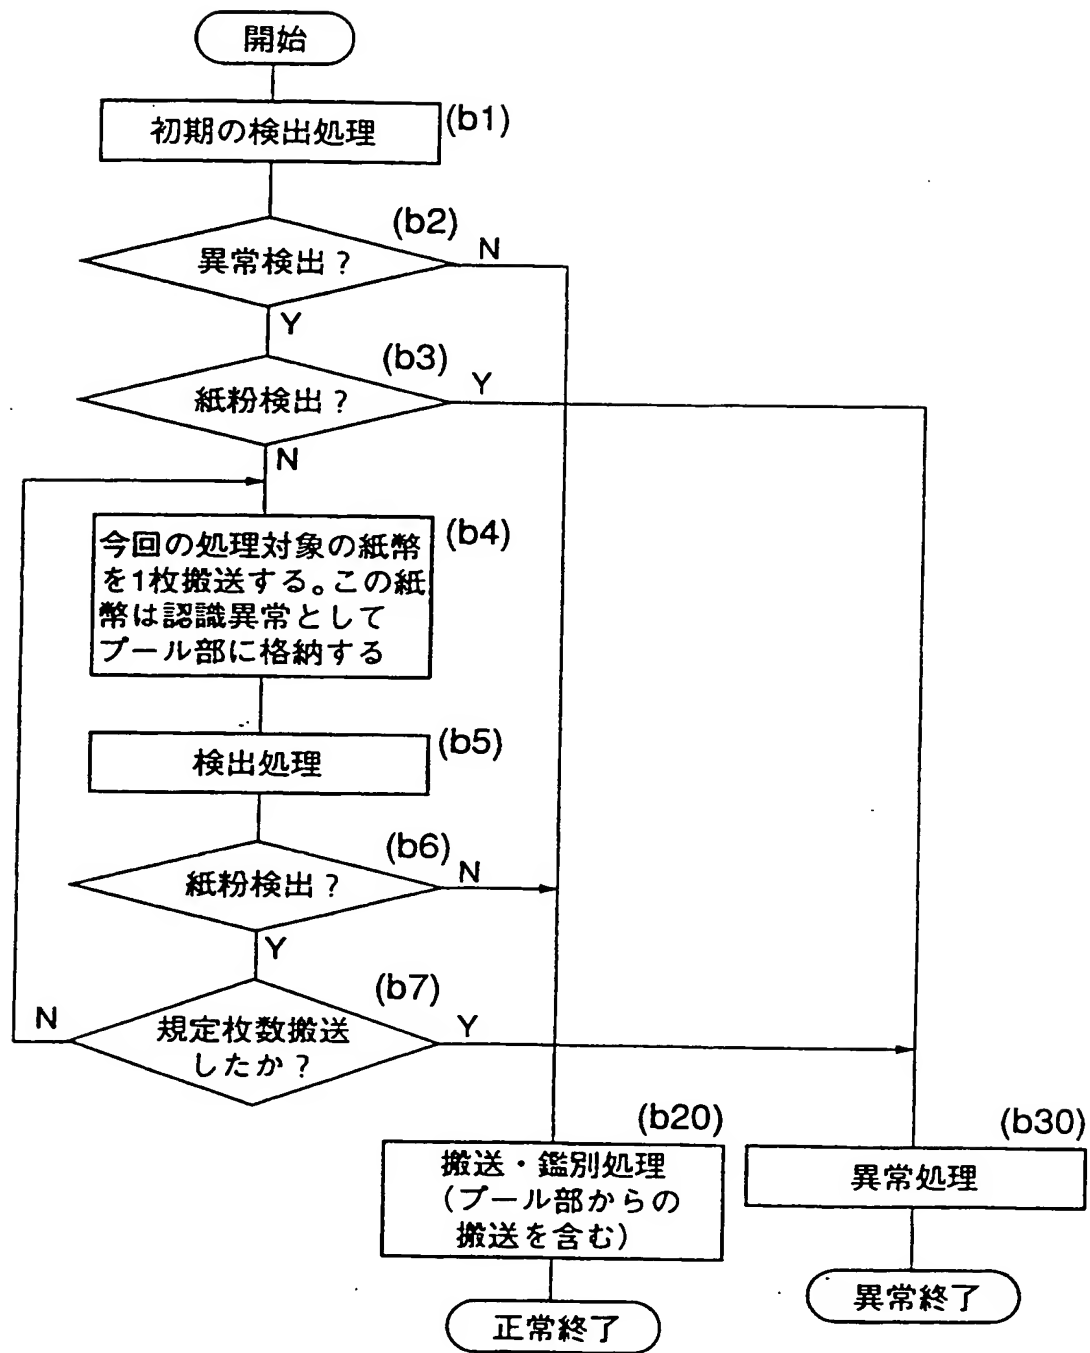 開始
初期の検出処理
(b1)
(b2)
異常検出?
N
Y
(b3)
紙粉検出?
Y
N
今回の処理対象の紙幣
を1枚搬送する。この紙
幣は認識異常として
プール部に格納する
(b4)
検出処理
(b5)
(b6)
紙粉検出?
N
Y
(b7)
規定枚数搬送
したか?
N
Y
(b20)
搬送・鑑別処理
(プール部からの
搬送を含む)
正常終了
(b30)
異常処理
異常終了